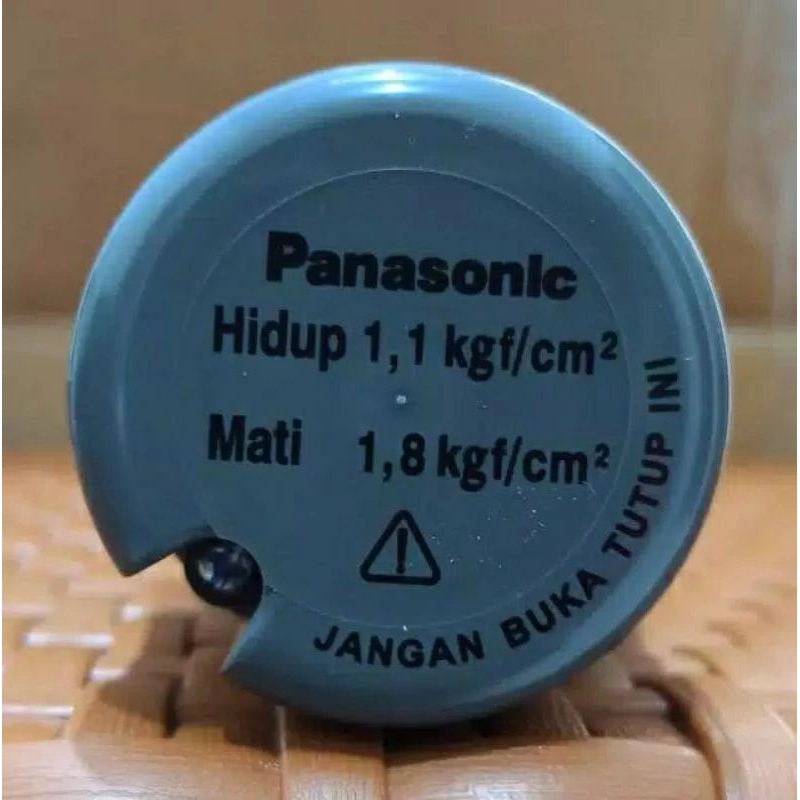 Panasonic
Hidup 1,1 kgf/cm²
Mati 1,8 kgf/cm²
JANGAN BUKA TUTUP INI